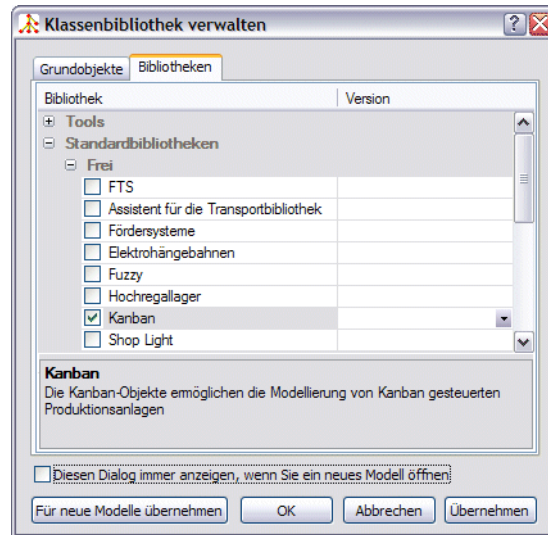 Klassenbibliothek verwalten
Grundobjekte Bibliotheken
Bibliothek Version
Tools
Standardbibliotheken
Frei
FTS
Assistent für die Transportbibliothek
Fördersysteme
Elektrohängebahnen
Fuzzy
Hochregallager
Kanban
Shop Light
Kanban
Die Kanban-Objekte ermöglichen die Modellierung von Kanban gesteuerten
Produktionsanlagen
Diesen Dialog immer anzeigen, wenn Sie ein neues Modell öffnen
Für neue Modelle übernehmen OK Abbrechen Übernehmen